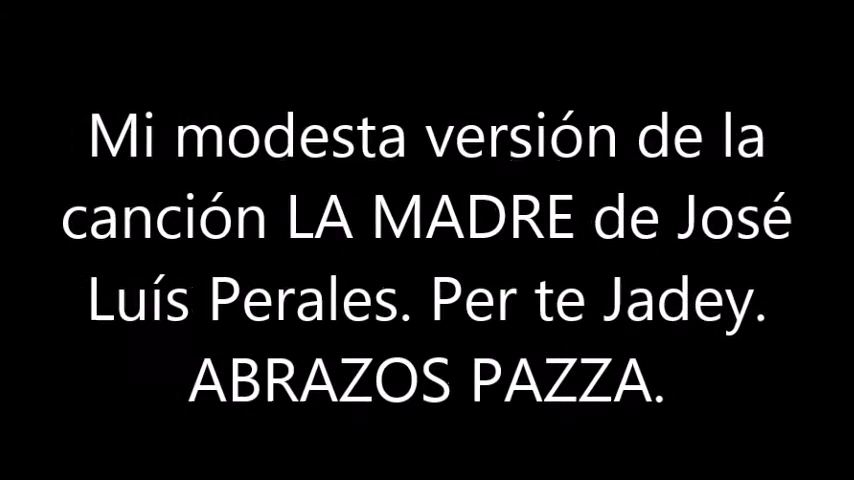 Mi modesta versión de la
canción LA MADRE de José
Luís Perales. Per te Jadey.
ABRAZOS PAZZA.